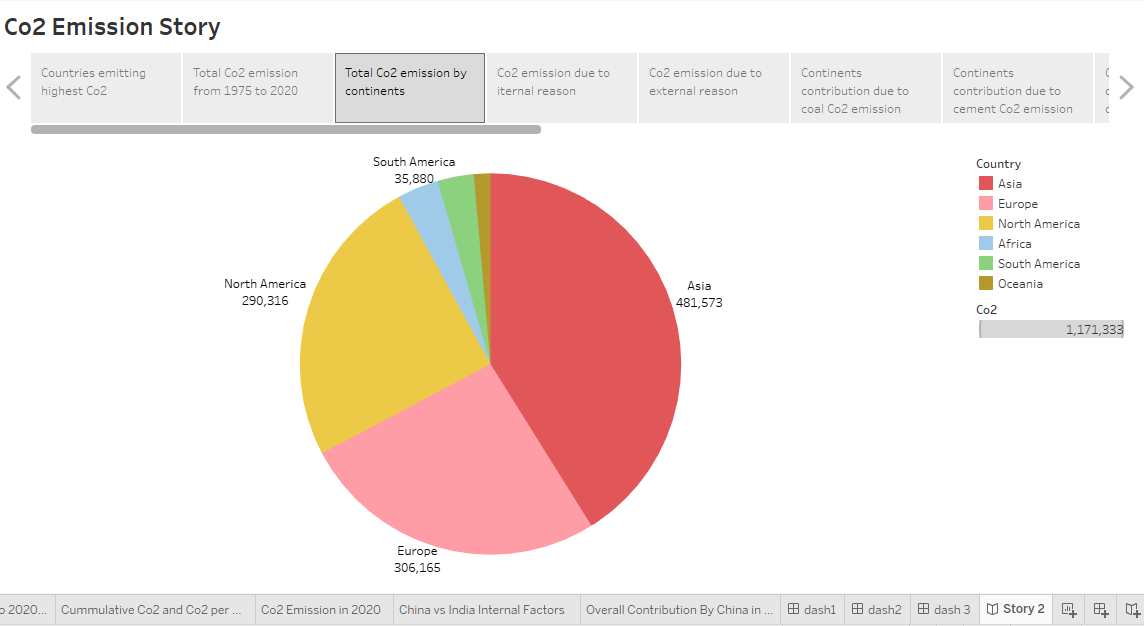 Co2 Emission Story
Countries emitting
highest Co2
Total Co2 emission
from 1975 to 2020
Total Co2 emission by
continents
Co2 emission due to
iternal reason
Co2 emission due to
external reason
Continents
contribution due to
coal Co2 emission
Continents
contribution due to
cement Co2 emission
South America
35,880
North America
290,316
Asia
481,573
Europe
306,165
Country
Asia
Europe
North America
Africa
South America
Oceania
Co2
1,171,333
o 2020...
Cummulative Co2 and Co2 per ...
Co2 Emission in 2020
China vs India Internal Factors
Overall Contribution By China in ...
dash1
dash2
dash 3
Story 2